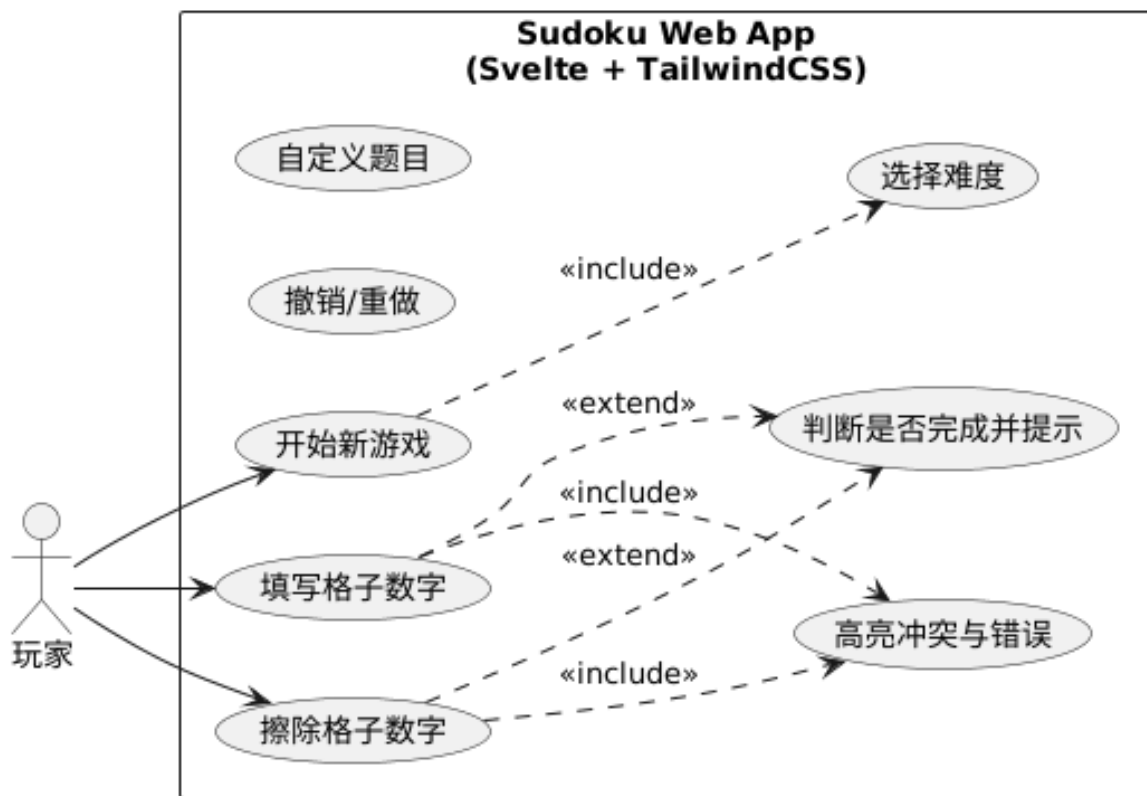 Sudoku Web App
(Svelte + TailwindCSS)
自定义题目
选择难度
«include»
撤销/重做
«extend»
判断是否完成并提示
开始新游戏
«include»
«extend»
填写格子数字
高亮冲突与错误
玩家
«include»
擦除格子数字